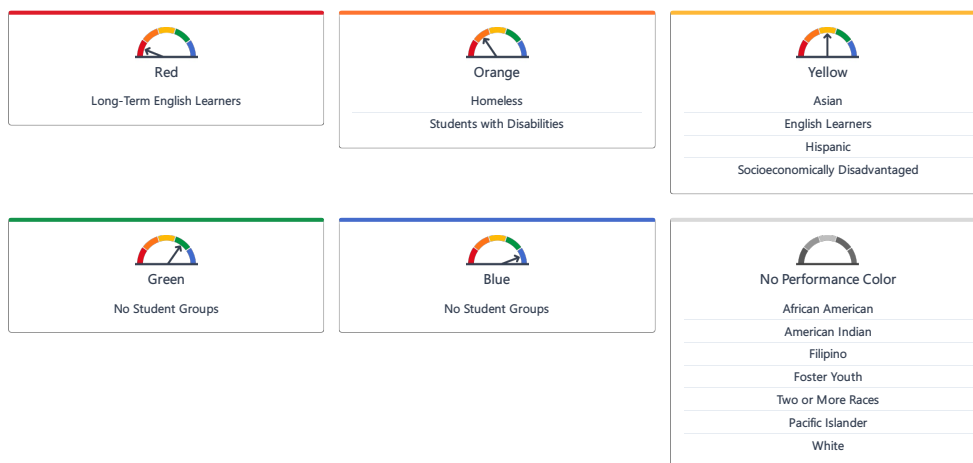 Red
Long-Term English Learners
Orange
Homeless
Students with Disabilities
Yellow
Asian
English Learners
Hispanic
Socioeconomically Disadvantaged
Green
No Student Groups
Blue
No Student Groups
No Performance Color
African American
American Indian
Filipino
Foster Youth
Two or More Races
Pacific Islander
White